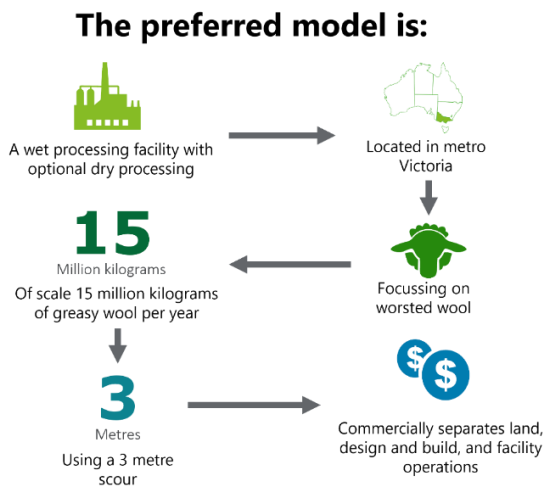 The preferred model is:
A wet processing facility with
optional dry processing
Located in metro
Victoria
Focussing on
worsted wool
15
Million kilograms
Of scale 15 million kilograms
of greasy wool per year
3
Metres
Using a 3 metre
scour
$
$
Commercially separates land,
design and build, and facility
operations